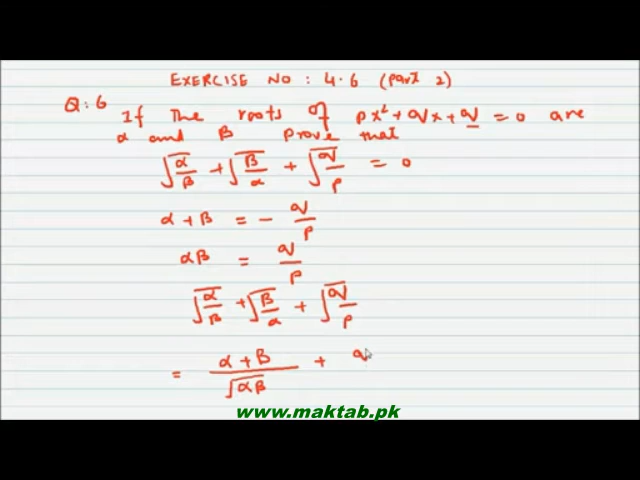 EXERCISE NO : 4.6 (part 2)
Q:6 If The roots of px²+qx+q = 0 are
α and β prove that
√α/β + √β/α + √q/p = 0
α + β = - q/p
αβ = q/p
√α/β + √β/α + √q/p
= α + β/√αβ + q
www.maktab.pk